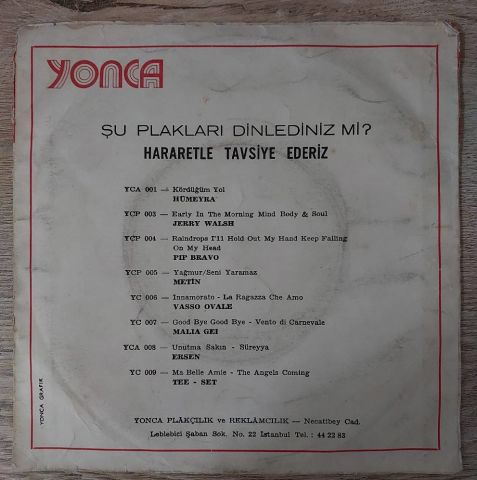 YONCA
ŞU PLAKLARI DİNLEDİNİZ Mİ?
HARARETLE TAVSİYE EDERİZ
YCA 001 — Kördüğüm Yol
HÜMEYRA
YCP 003 — Early In The Morning Mind Body & Soul
JERRY WALSH
YCP 004 — Raindrops I'll Hold Out My Hand Keep Falling
On My Head
PIP BRAVO
YCP 005 — Yağmur/Seni Yaramaz
METİN
YC 006 — Innamorato - La Ragazza Che Amo
VASSO OVALE
YC 007 — Good Bye Good Bye - Vento di Carnevale
MALIA GEI
YCA 008 — Unutma Sakın - Süreyya
ERSEN
YC 009 — Ma Belle Amie - The Angels Coming
TEE - SET
YONCA PLÂKÇILIK ve REKLÂMCILIK — Necatibey Cad.
Leblebici Şaban Sok. No. 22 İstanbul Tel. : 44 22 83
YONCA GRAFİK